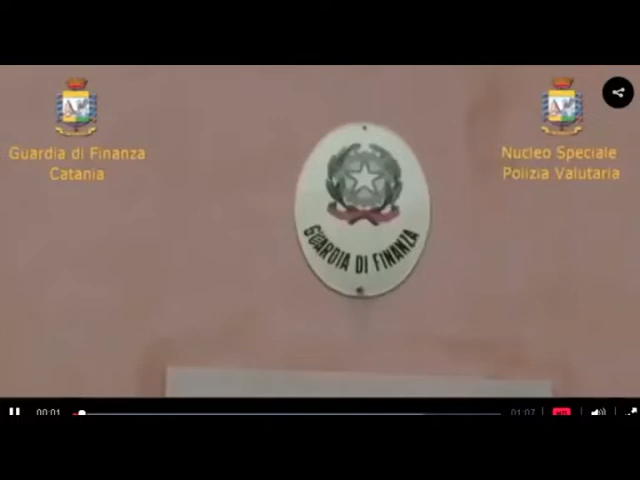 Guardia di Finanza
Catania
Nucleo Speciale
Polizia Valutaria
GUARDIA DI FINANZA
00:01
01:07